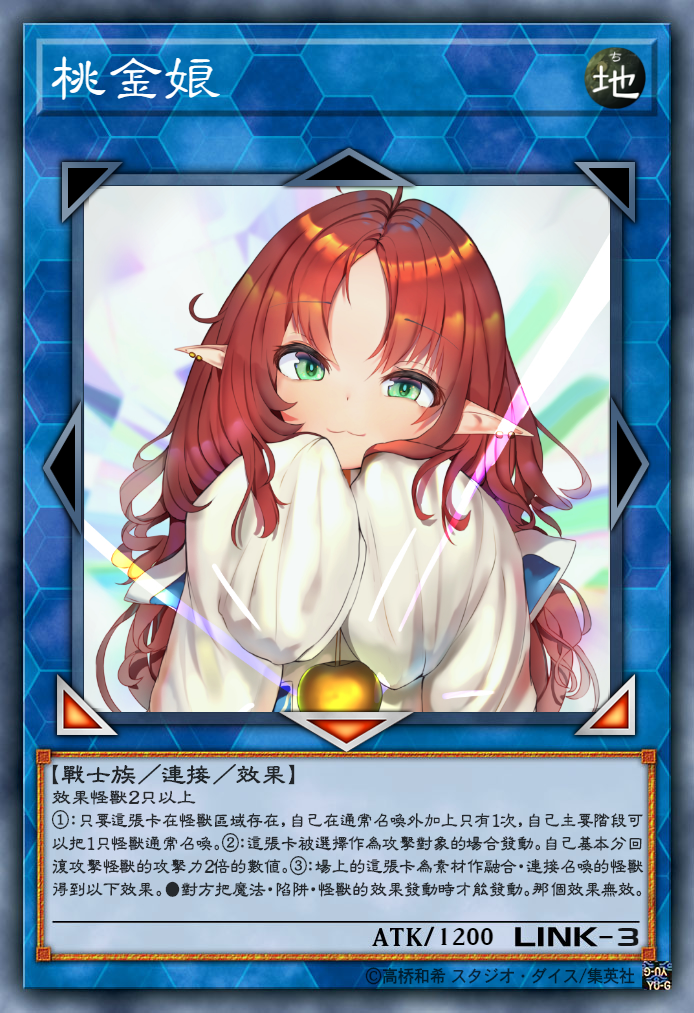 桃金娘
ち
地
【戰士族／連接／效果】
效果怪獸2只以上
①：只要這張卡在怪獸區域存在，自己在通常召喚外加上只有1次，自己主要階段可
以把1只怪獸通常召喚。②：這張卡被選擇作為攻擊對象的場合發動。自己基本分回
渡攻擊怪獸的攻擊力2倍的數值。③：場上的這張卡為素材作融合·連接召喚的怪獸
得到以下效果。●對方把魔法·陷阱·怪獸的效果發動時才能發動。那個效果無效。
ATK/1200 LINK-3
©高桥和希 スタジオ・ダイス/集英社
YU-G
YU-G